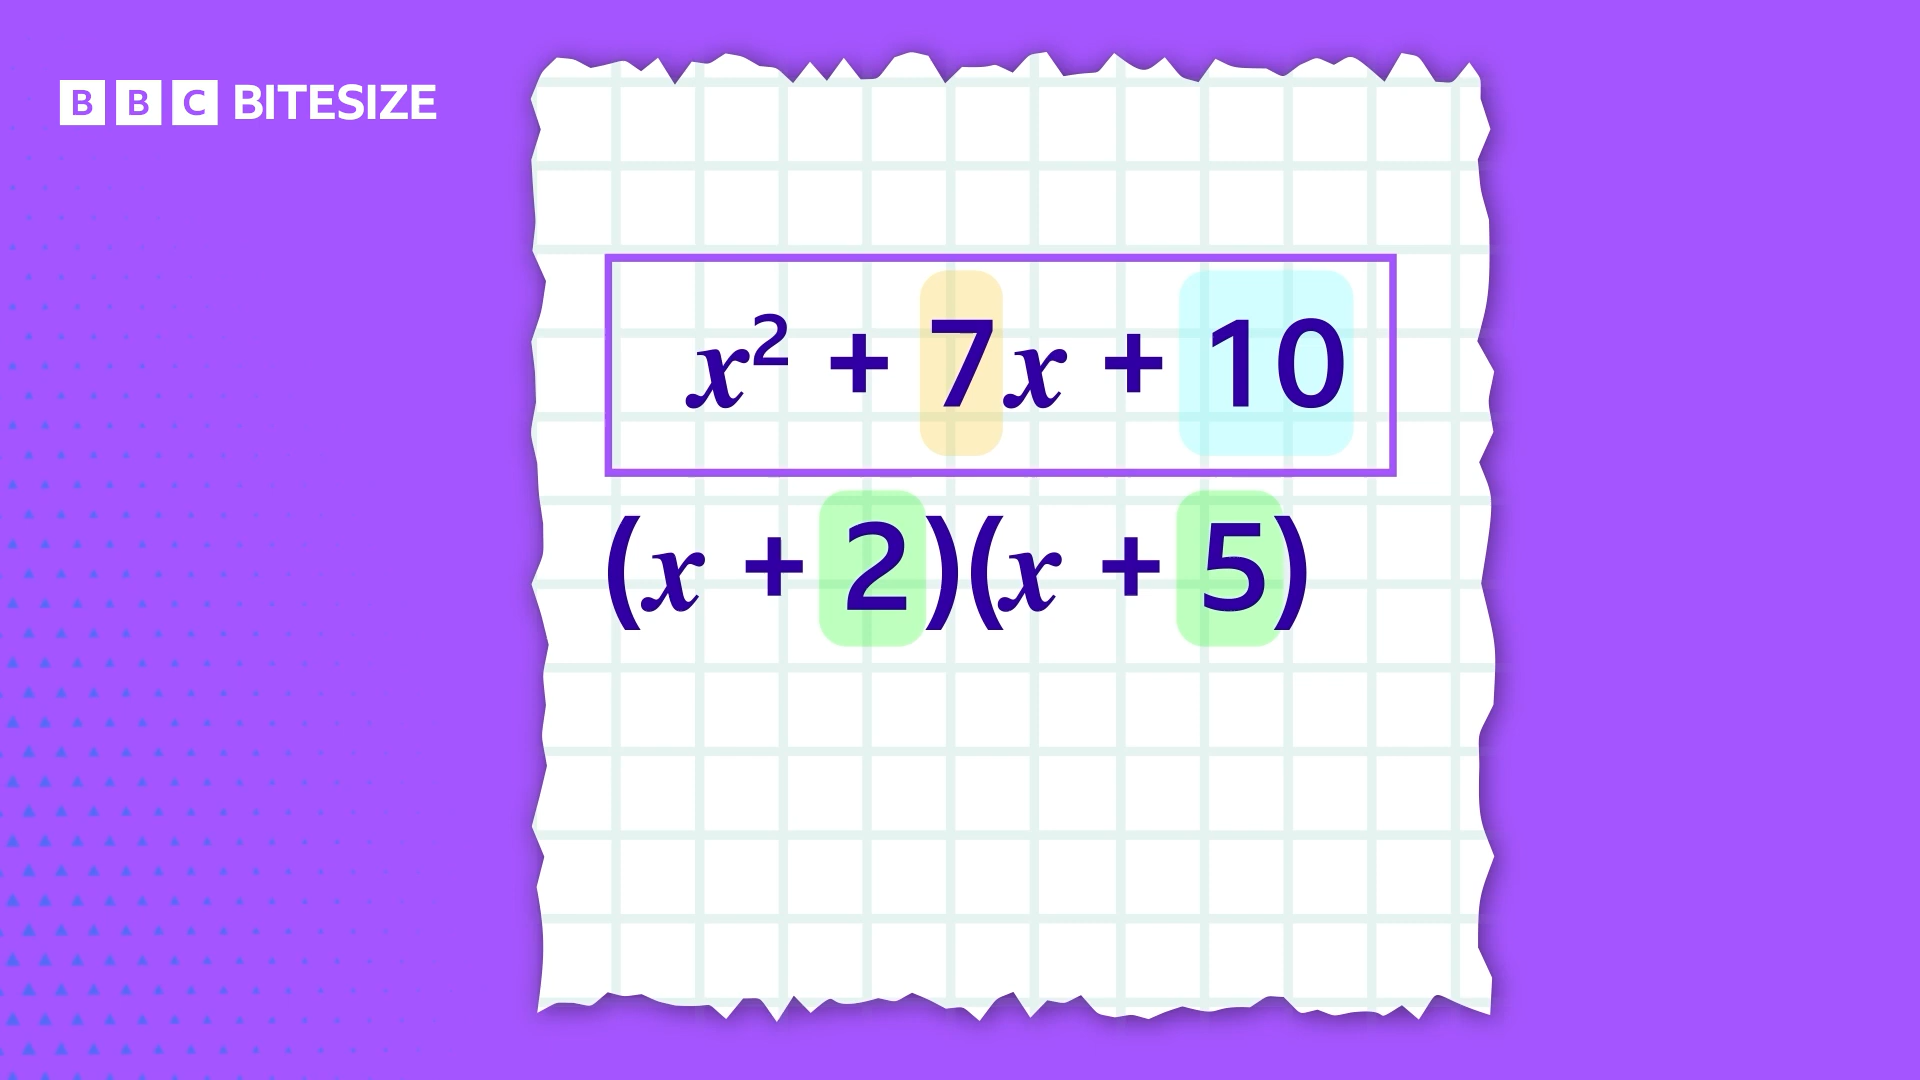 BBC BITESIZE
x² + 7x + 10
(x + 2)(x + 5)